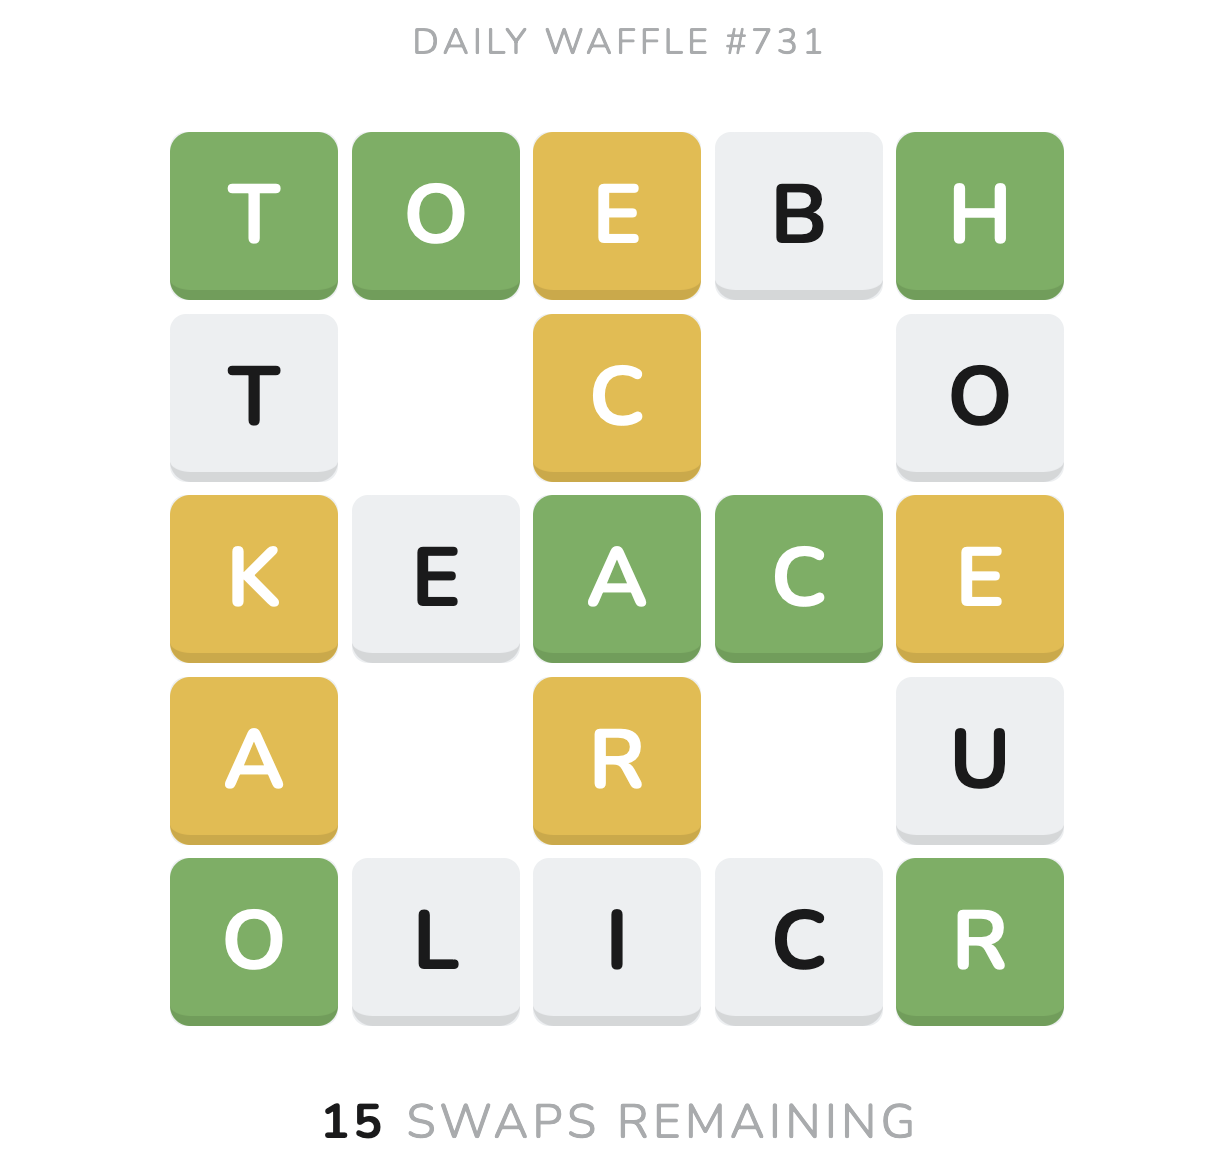 DAILY WAFFLE #731
T O E B H
T C O
K E A C E
A R U
O L I C R
15 SWAPS REMAINING